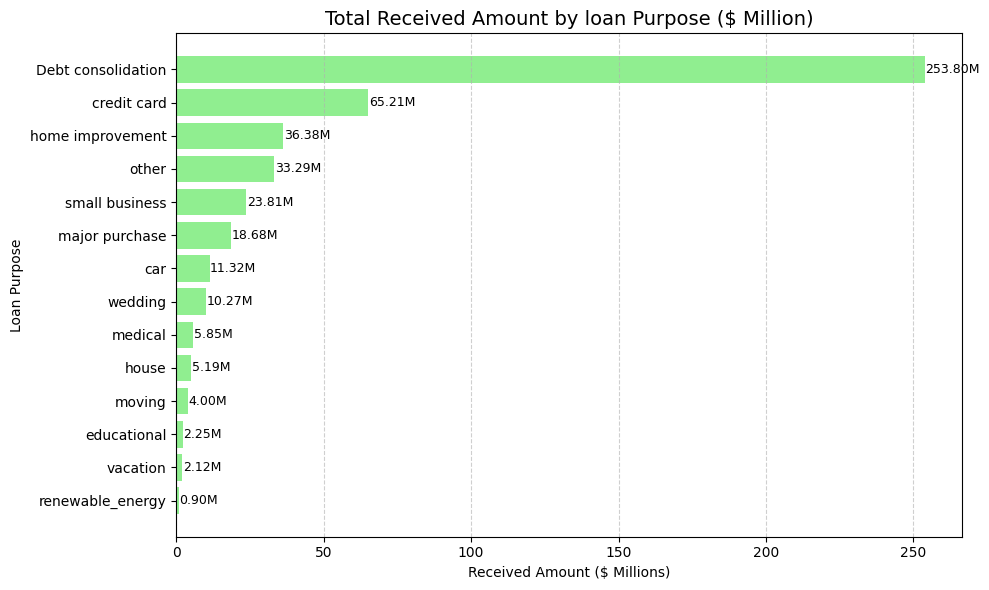 Total Received Amount by loan Purpose ($ Million)
Loan Purpose
Debt consolidation 253.80M
credit card 65.21M
home improvement 36.38M
other 33.29M
small business 23.81M
major purchase 18.68M
car 11.32M
wedding 10.27M
medical 5.85M
house 5.19M
moving 4.00M
educational 2.25M
vacation 2.12M
renewable_energy 0.90M
0 50 100 150 200 250
Received Amount ($ Millions)